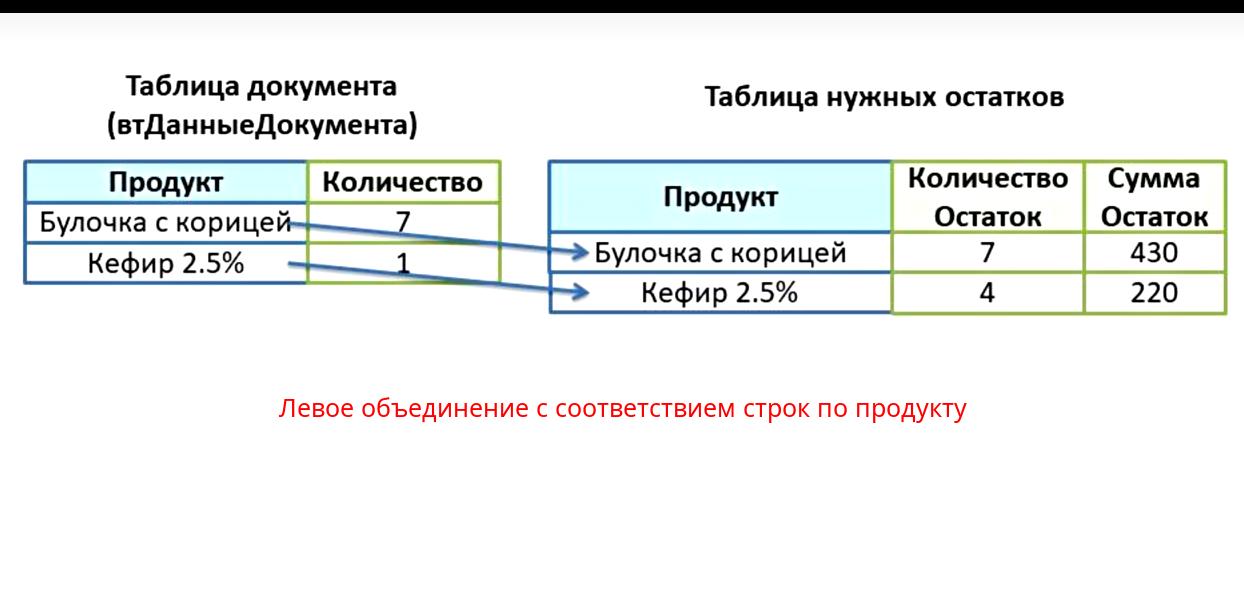 Таблица документа
(втДанныеДокумента)
Продукт Количество
Булочка с корицей 7
Кефир 2.5% 1
Таблица нужных остатков
Продукт Количество Остаток Сумма Остаток
Булочка с корицей 7 430
Кефир 2.5% 4 220
Левое объединение с соответствием строк по продукту